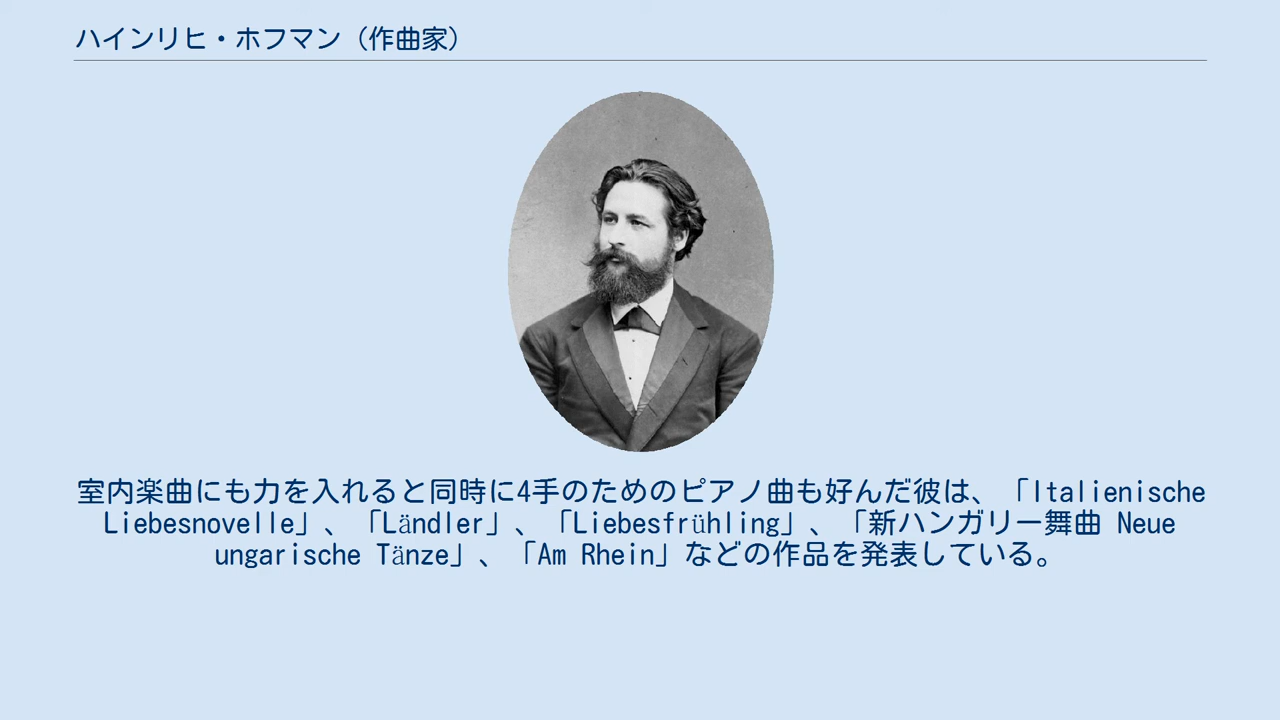 ハインリヒ・ホフマン（作曲家）
室内楽曲にも力を入れると同時に4手のためのピアノ曲も好んだ彼は、「Italienische
Liebesnovelle」、「Ländler」、「Liebesfrühling」、「新ハンガリー舞曲 Neue
ungarische Tänze」、「Am Rhein」などの作品を発表している。